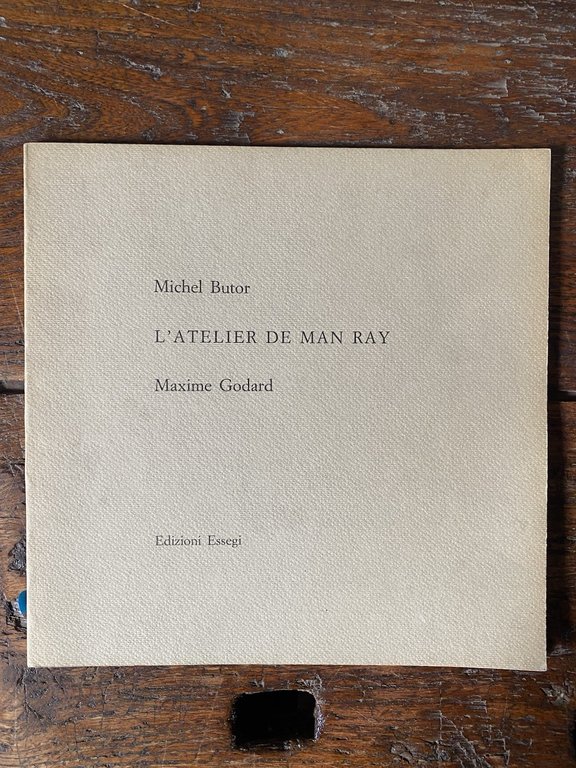 Michel Butor
L'ATELIER DE MAN RAY
Maxime Godard
Edizioni Essegi